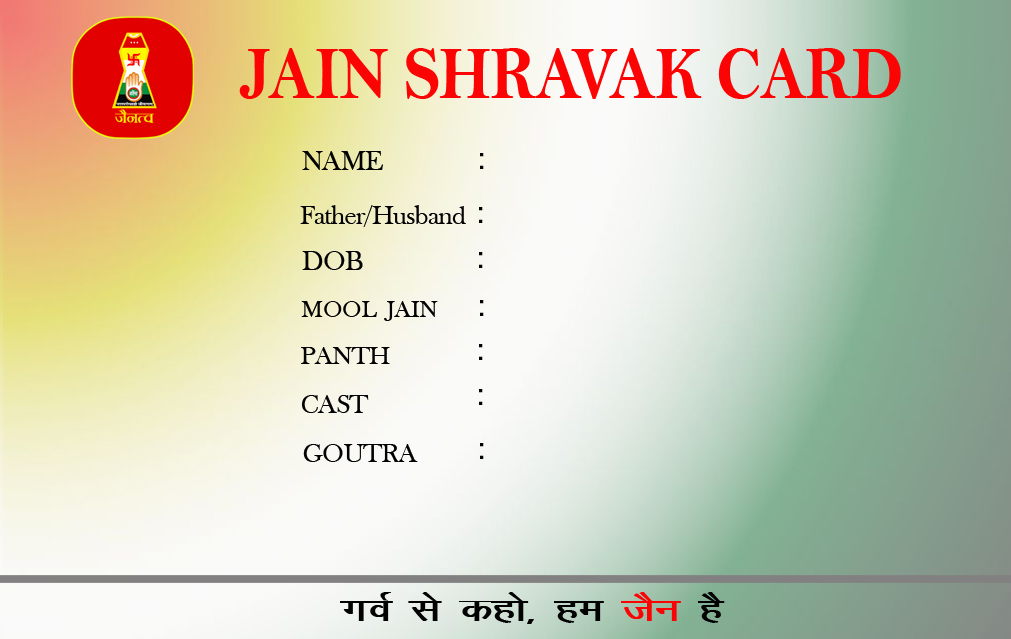 जैनत्व
JAIN SHRAVAK CARD
NAME :
Father/Husband :
DOB :
MOOL JAIN :
PANTH :
CAST :
GOUTRA :
गर्व से कहो, हम जैन है